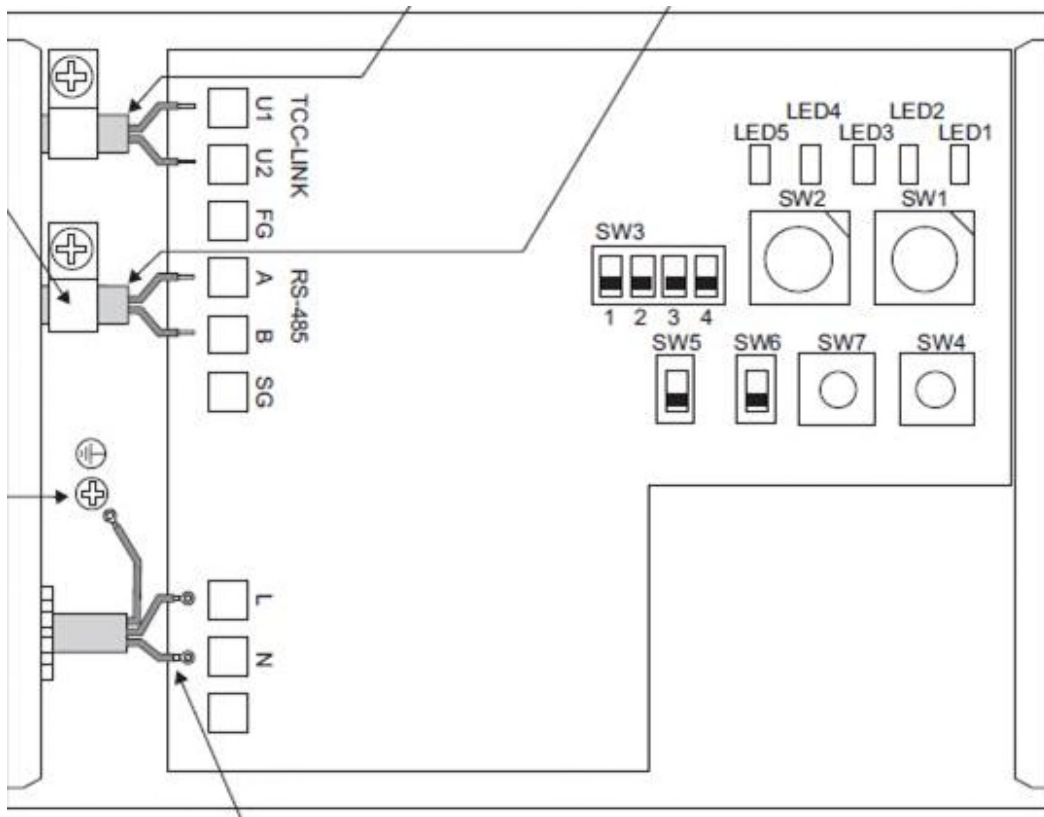 U1
U2
TCC-LINK
FG
A
B
RS-485
SG
L
N
LED5
LED4
LED3
LED2
LED1
SW2
SW1
SW3
1 2 3 4
SW5
SW6
SW7
SW4